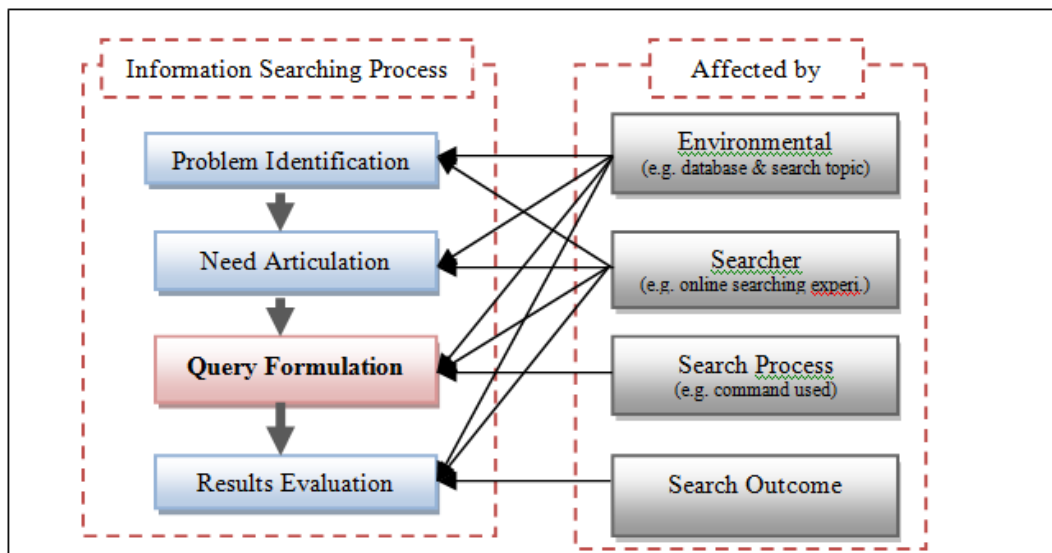 Information Searching Process
Problem Identification
Need Articulation
Query Formulation
Results Evaluation
Affected by
Environmental
(e.g. database & search topic)
Searcher
(e.g. online searching experi.)
Search Process
(e.g. command used)
Search Outcome